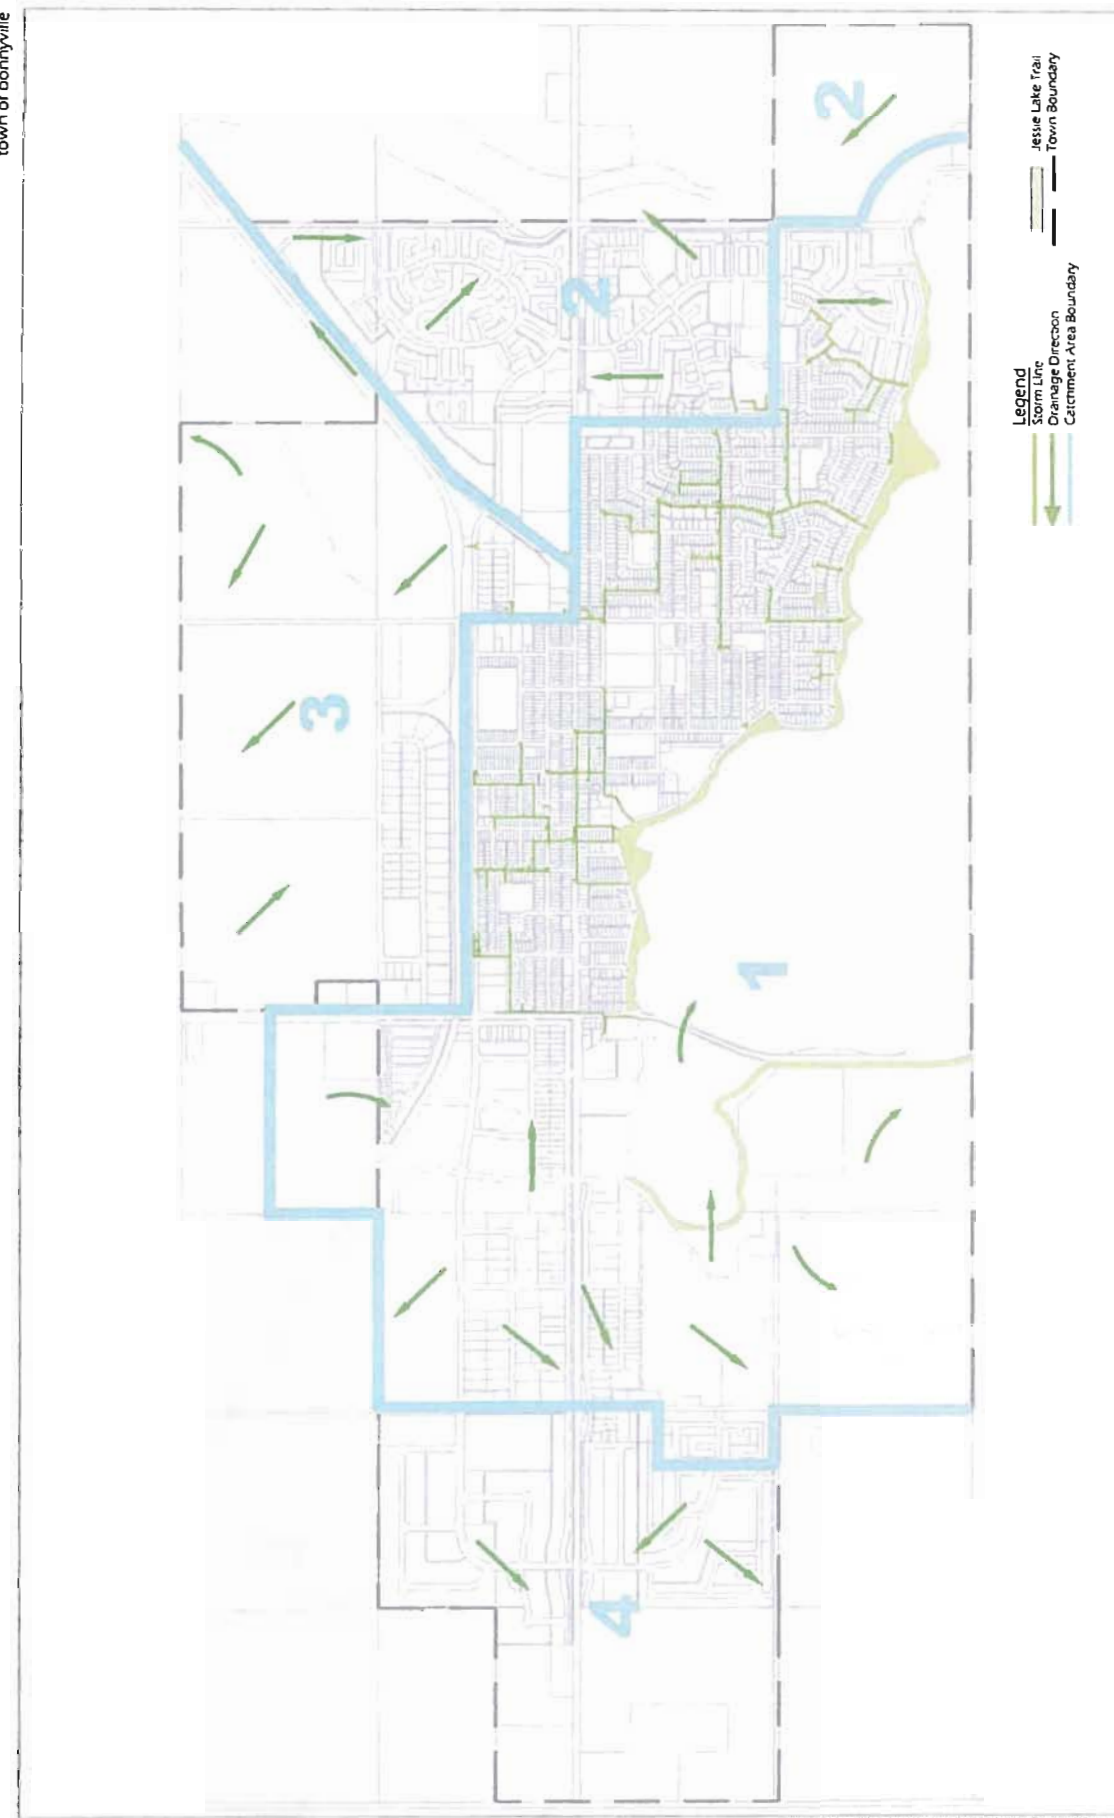 town of bonnyville
2
2
3
1
4
Legend
Storm Line
Drainage Direction
Catchment Area Boundary
Jessie Lake Trail
Town Boundary